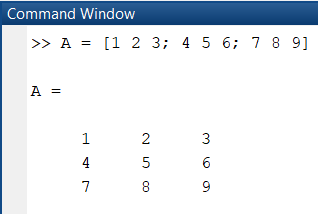 Command Window
>> A = [1 2 3; 4 5 6; 7 8 9]
A =
1 2 3
4 5 6
7 8 9